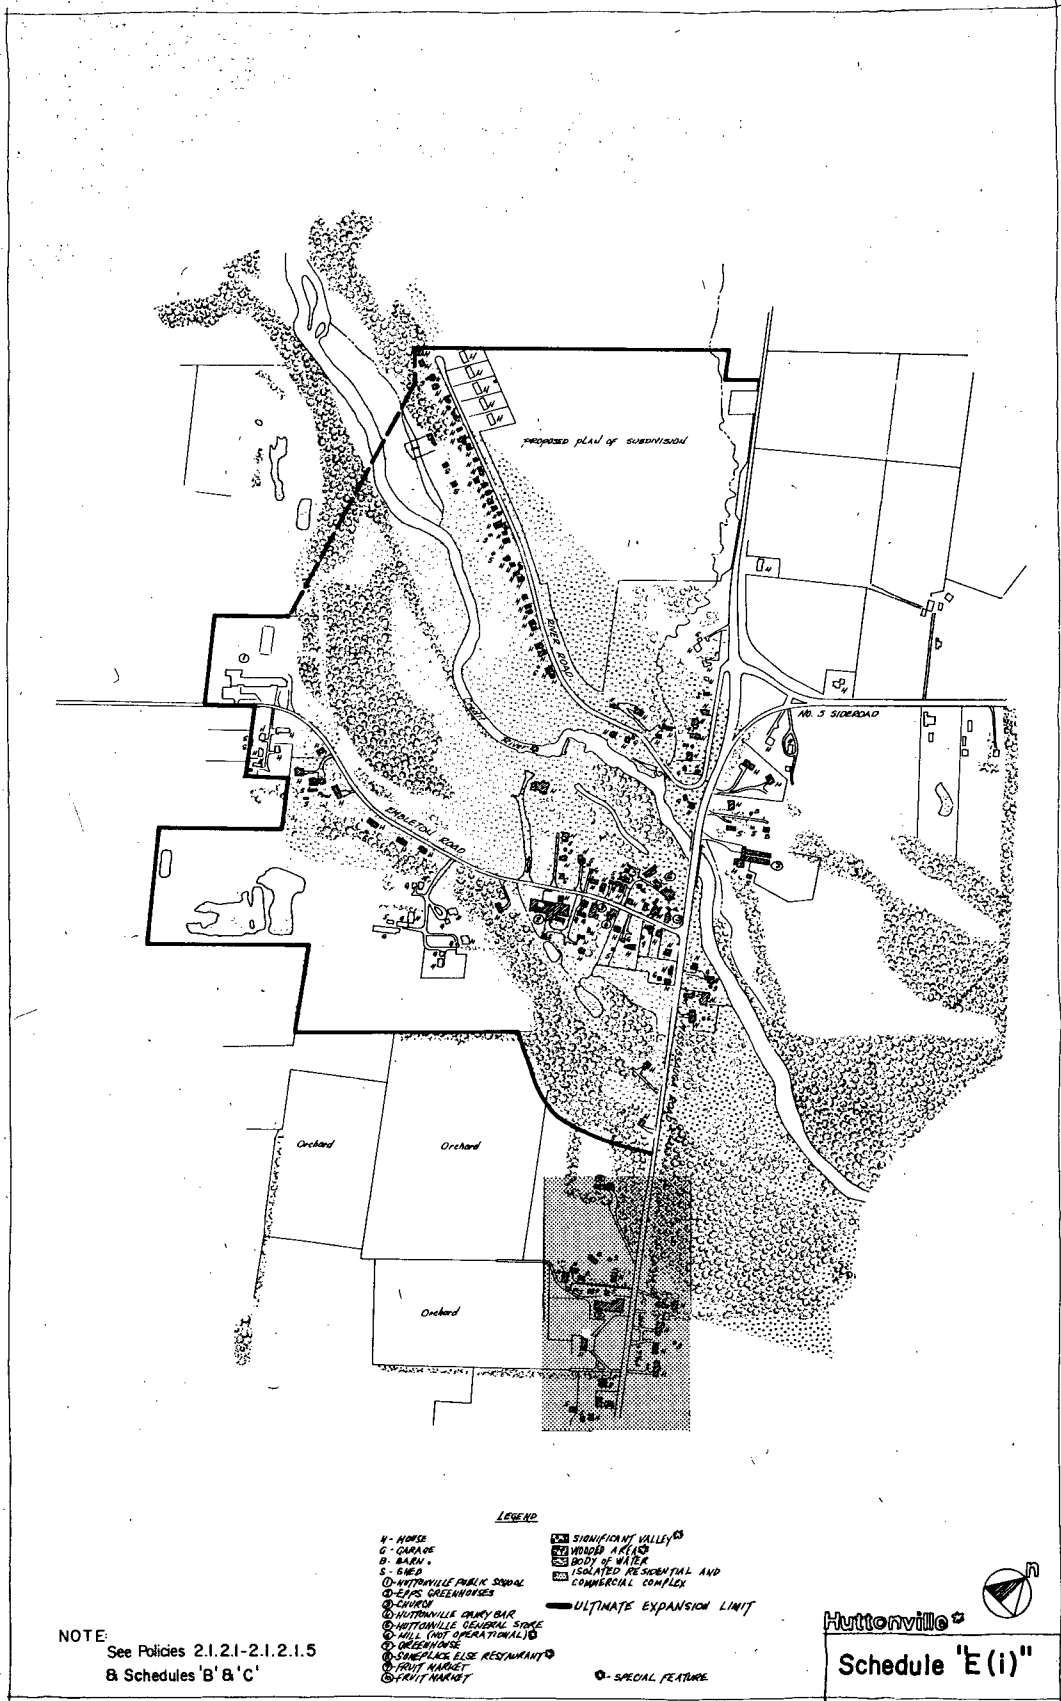 PROPOSED PLAN OF SUBDIVISION
RIVER ROAD
CREDIT
RIVER
NO. 5 SIDEROAD
EMBLETON ROAD
Orchard
Orchard
Orchard
LEGEND
H - HOUSE
G - GARAGE
B - BARN
S - SHED
① - HUTTONVILLE PUBLIC SCHOOL
② - EPPS GREENHOUSES
③ - CHURCH
④ - HUTTONVILLE DAIRY BAR
⑤ - HUTTONVILLE GENERAL STORE
⑥ - MILL (NOT OPERATIONAL)
⑦ - GREENHOUSE
⑧ - SOMEPLACE ELSE RESTAURANT
⑨ - FRUIT MARKET
⑩ - FRUIT MARKET
SIGNIFICANT VALLEY
WOODED AREA
BODY OF WATER
ISOLATED RESIDENTIAL AND
COMMERCIAL COMPLEX
ULTIMATE EXPANSION LIMIT
- SPECIAL FEATURE
NOTE:
See Policies 2.1.2.1-2.1.2.1.5
& Schedules 'B' & 'C'
n
Huttonville
Schedule "E(i)"